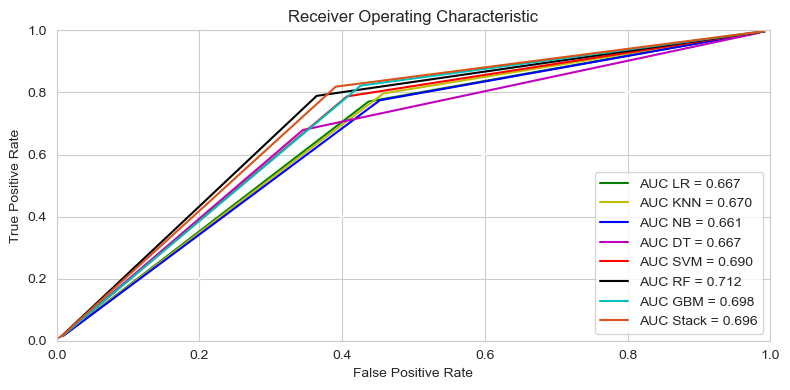 Receiver Operating Characteristic
1.0
0.8
0.6
0.4
0.2
0.0
True Positive Rate
AUC LR = 0.667
AUC KNN = 0.670
AUC NB = 0.661
AUC DT = 0.667
AUC SVM = 0.690
AUC RF = 0.712
AUC GBM = 0.698
AUC Stack = 0.696
0.0 0.2 0.4 0.6 0.8 1.0
False Positive Rate